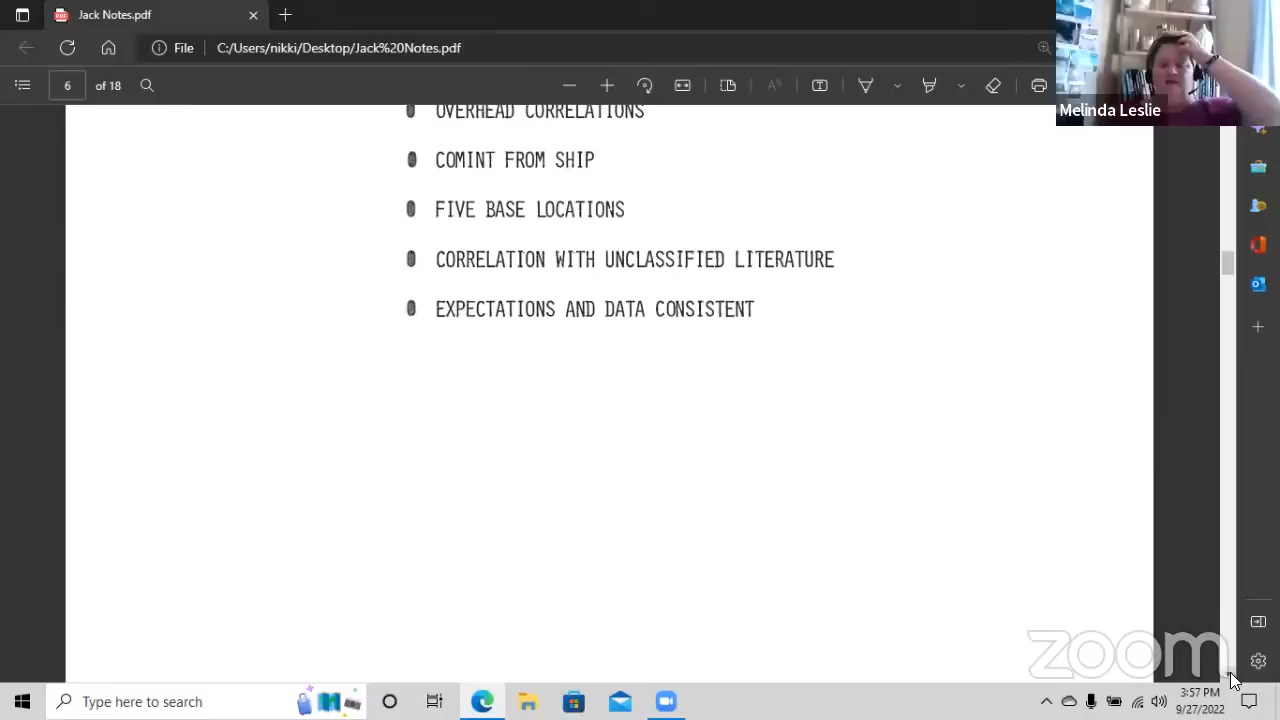 Jack Notes.pdf
File C:/Users/nikki/Desktop/Jack%20Notes.pdf
6 of 18
Melinda Leslie
OVERHEAD CORRELATIONS
COMINT FROM SHIP
FIVE BASE LOCATIONS
CORRELATION WITH UNCLASSIFIED LITERATURE
EXPECTATIONS AND DATA CONSISTENT
zoom
Type here to search
3:57 PM
9/27/2022